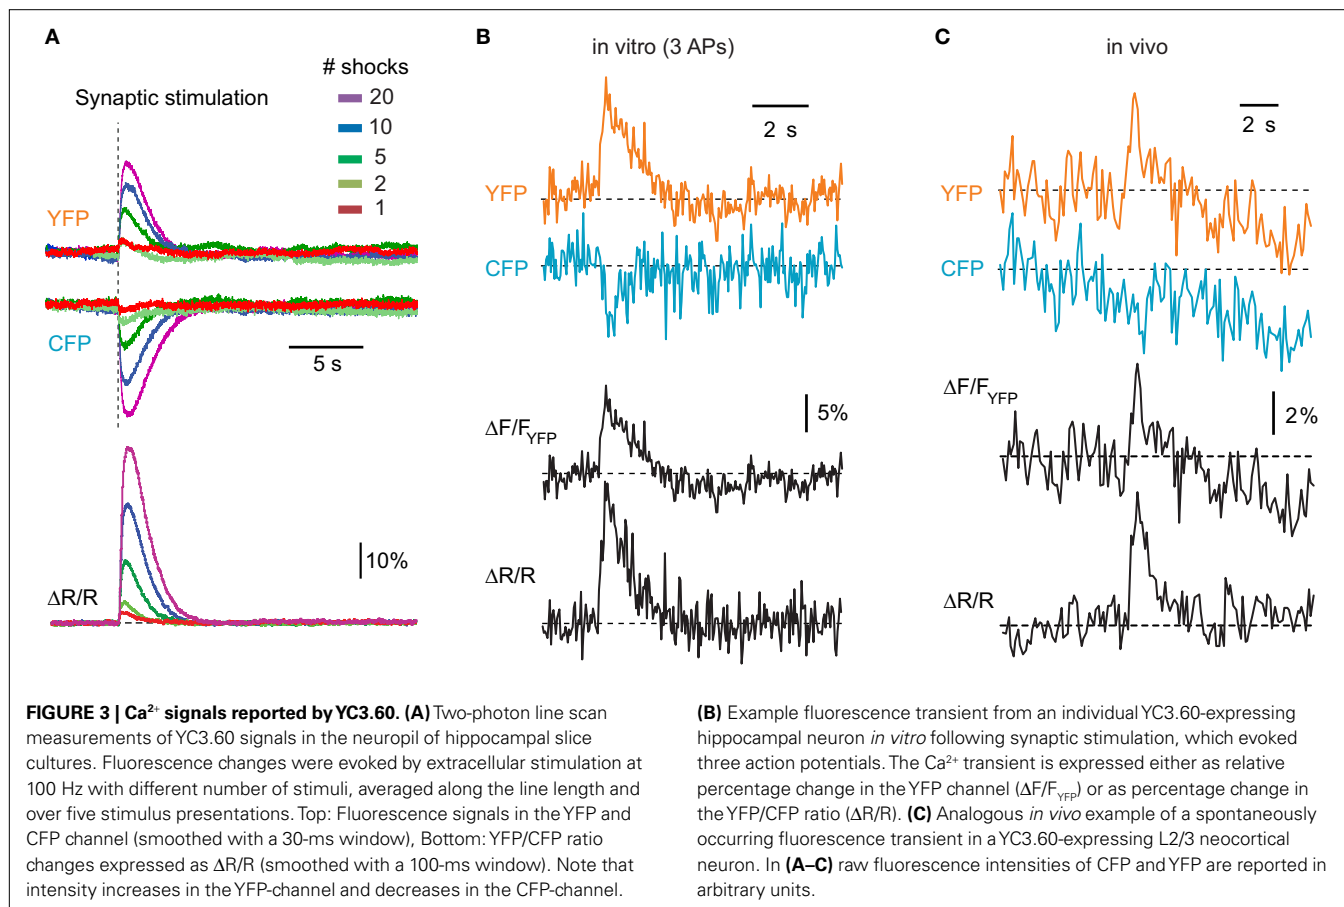 A
Synaptic stimulation
# shocks
20
10
5
2
1
YFP
CFP
5 s
10%
ΔR/R
B
in vitro (3 APs)
2 s
YFP
CFP
5%
ΔF/F_YFP
ΔR/R
C
in vivo
2 s
YFP
CFP
ΔF/F_YFP
2%
ΔR/R
FIGURE 3 | Ca²⁺ signals reported by YC3.60. (A) Two-photon line scan
measurements of YC3.60 signals in the neuropil of hippocampal slice
cultures. Fluorescence changes were evoked by extracellular stimulation at
100 Hz with different number of stimuli, averaged along the line length and
over five stimulus presentations. Top: Fluorescence signals in the YFP and
CFP channel (smoothed with a 30-ms window), Bottom: YFP/CFP ratio
changes expressed as ΔR/R (smoothed with a 100-ms window). Note that
intensity increases in the YFP-channel and decreases in the CFP-channel.
(B) Example fluorescence transient from an individual YC3.60-expressing
hippocampal neuron in vitro following synaptic stimulation, which evoked
three action potentials. The Ca²⁺ transient is expressed either as relative
percentage change in the YFP channel (ΔF/F_YFP) or as percentage change in
the YFP/CFP ratio (ΔR/R). (C) Analogous in vivo example of a spontaneously
occurring fluorescence transient in a YC3.60-expressing L2/3 neocortical
neuron. In (A–C) raw fluorescence intensities of CFP and YFP are reported in
arbitrary units.